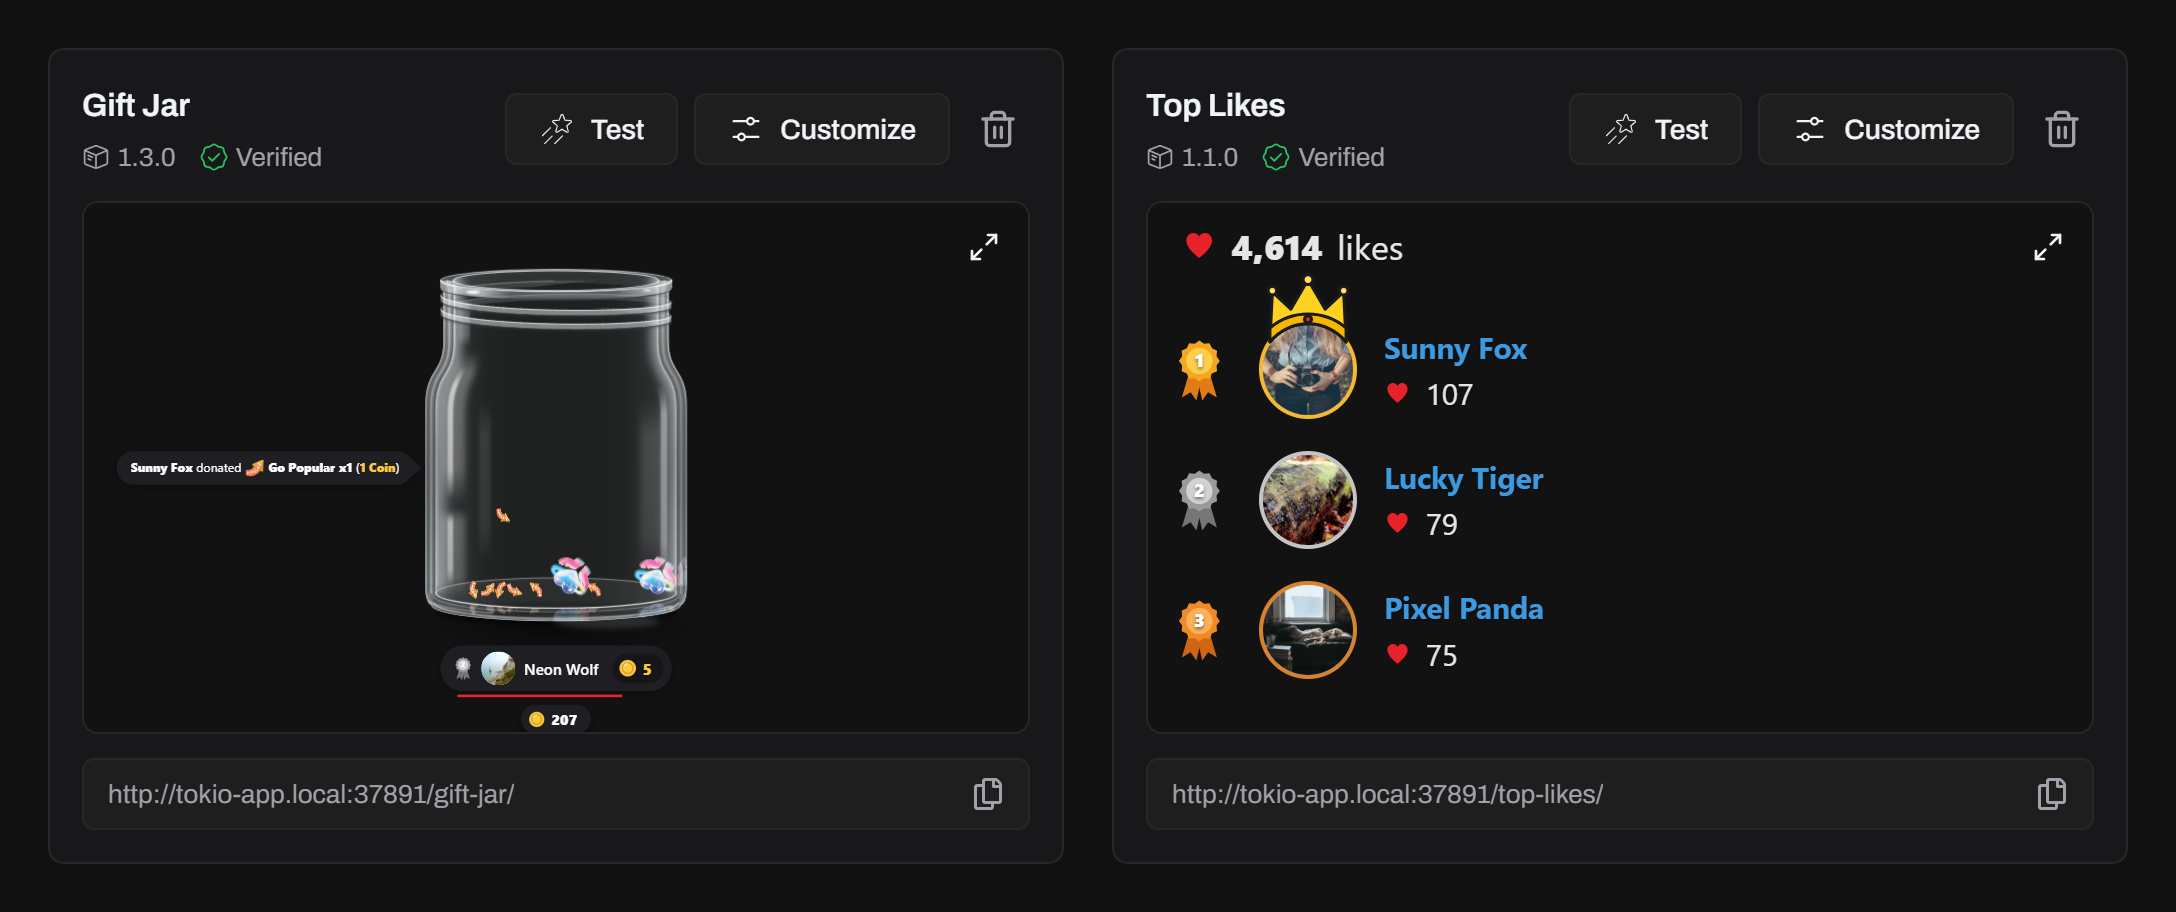 Gift Jar
1.3.0 Verified
Test
Customize
Sunny Fox donated Go Popular x1 (1 Coin)
2
Neon Wolf
5
207
http://tokio-app.local:37891/gift-jar/
Top Likes
1.1.0 Verified
Test
Customize
4,614 likes
1
Sunny Fox
107
2
Lucky Tiger
79
3
Pixel Panda
75
http://tokio-app.local:37891/top-likes/